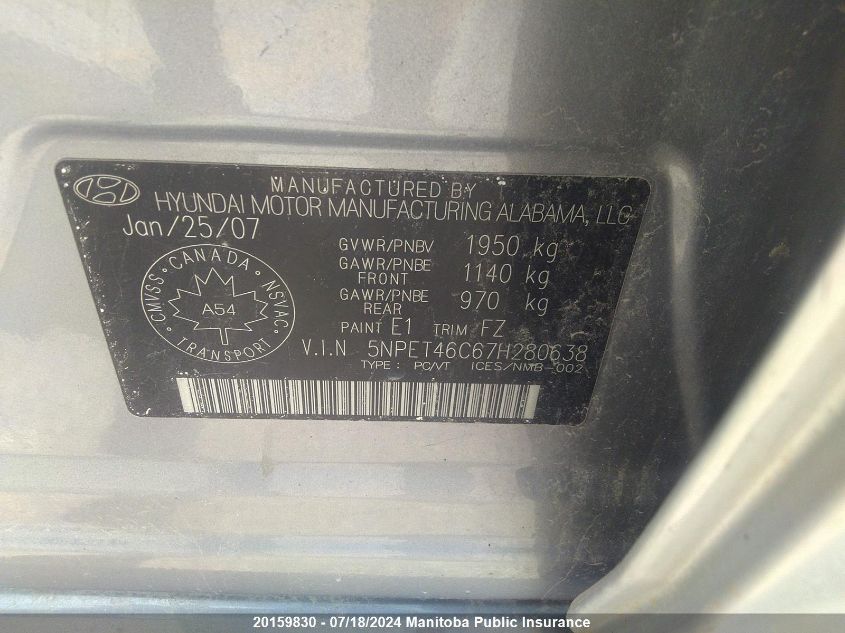 MANUFACTURED BY
HYUNDAI MOTOR MANUFACTURING ALABAMA, LLC
Jan/25/07
GVWR/PNBV 1950 kg
GAWR/PNBE FRONT 1140 kg
GAWR/PNBE REAR 970 kg
PAINT E1 TRIM FZ
V.I.N 5NPET46C67H280638
TYPE: PC/VT ICES/NMB-002
CMVSS · CANADA · NSVAC
A54
TRANSPORT
20159830 - 07/18/2024 Manitoba Public Insurance